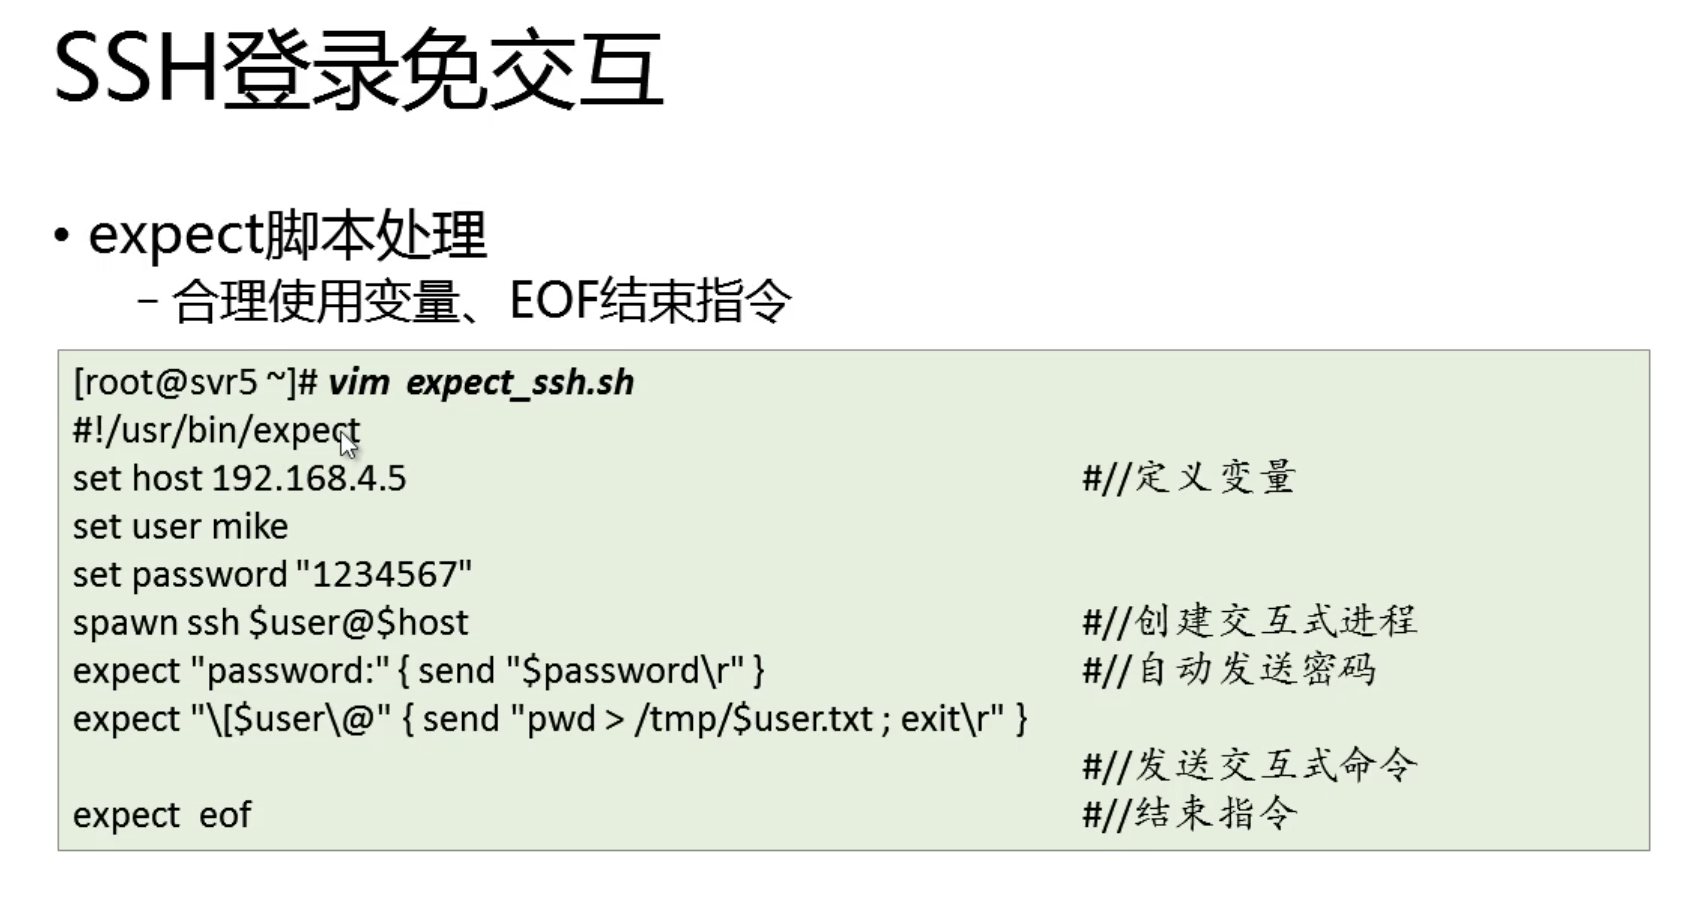 SSH登录免交互
• expect脚本处理
– 合理使用变量、EOF结束指令
[root@svr5 ~]# vim expect_ssh.sh
#!/usr/bin/expect
set host 192.168.4.5 #//定义变量
set user mike
set password "1234567"
spawn ssh $user@$host #//创建交互式进程
expect "password:" { send "$password\r" } #//自动发送密码
expect "\[$user\@" { send "pwd > /tmp/$user.txt ; exit\r" }
#//发送交互式命令
expect eof #//结束指令